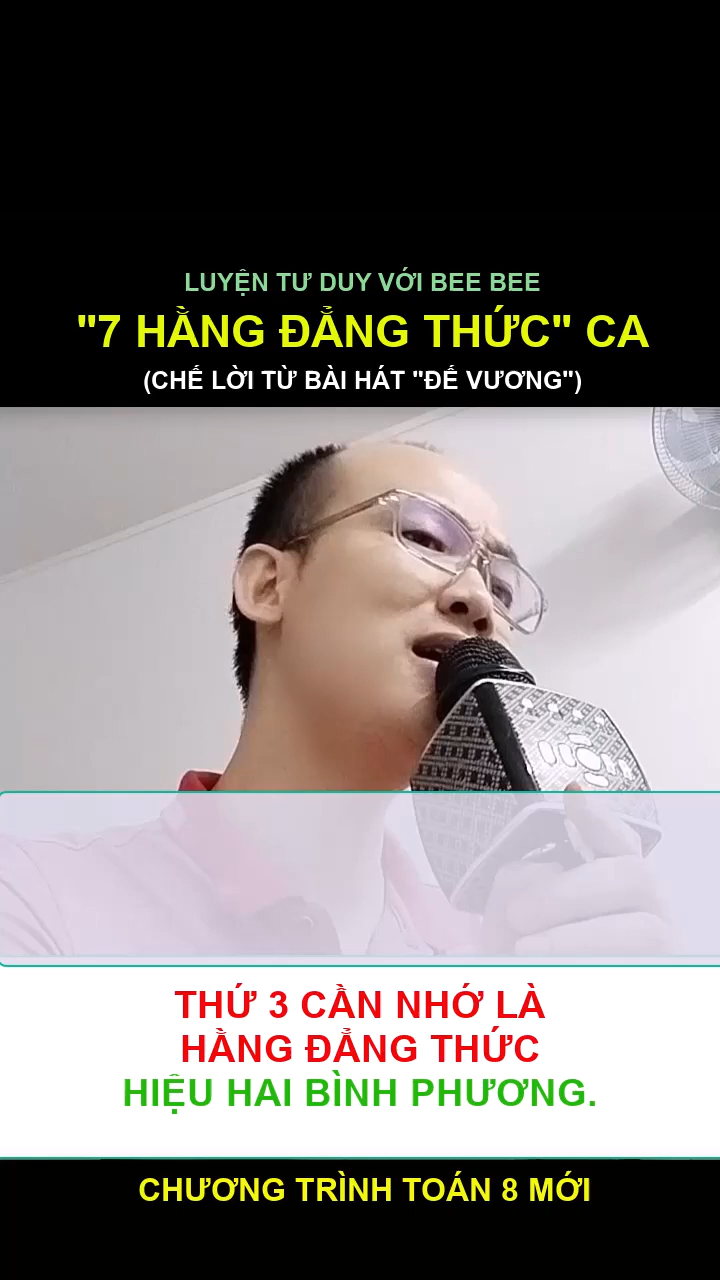 LUYỆN TƯ DUY VỚI BEE BEE
"7 HẰNG ĐẲNG THỨC" CA
(CHẾ LỜI TỪ BÀI HÁT "ĐẾ VƯƠNG")
THỨ 3 CẦN NHỚ LÀ
HẰNG ĐẲNG THỨC
HIỆU HAI BÌNH PHƯƠNG.
CHƯƠNG TRÌNH TOÁN 8 MỚI